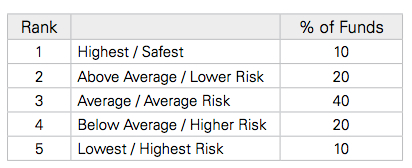 Rank % of Funds
1 Highest / Safest 10
2 Above Average / Lower Risk 20
3 Average / Average Risk 40
4 Below Average / Higher Risk 20
5 Lowest / Highest Risk 10